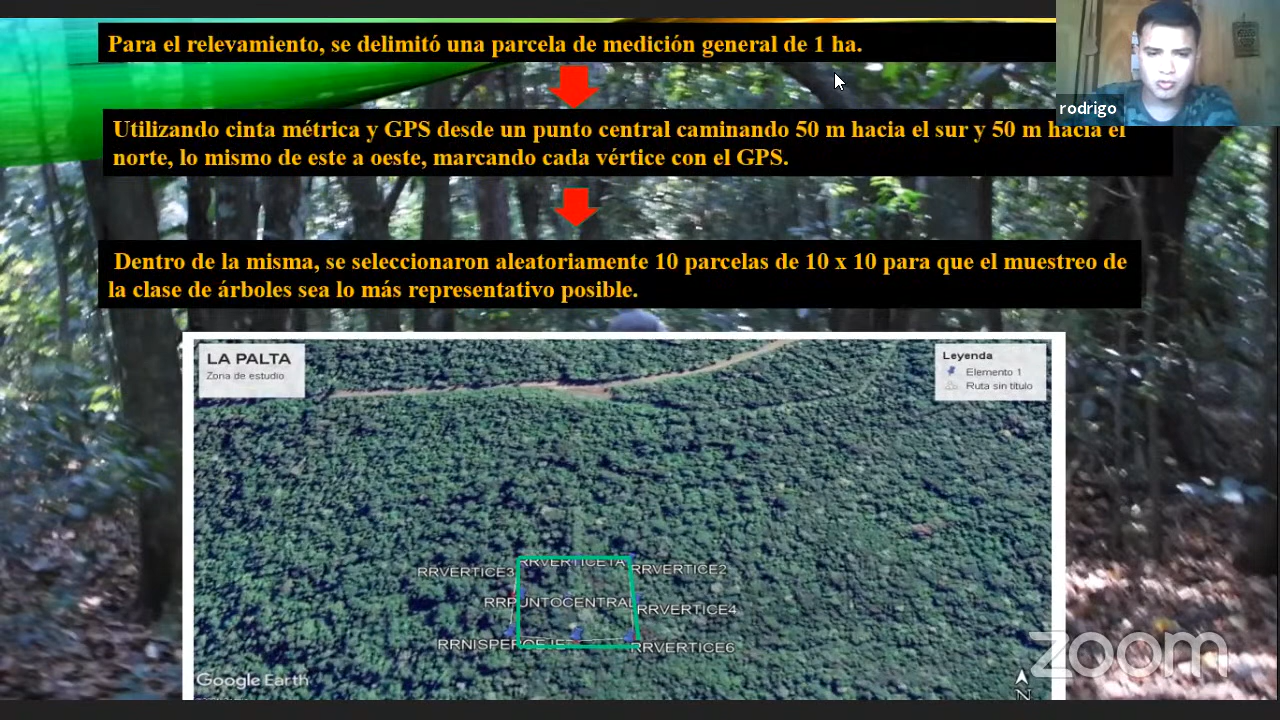 Para el relevamiento, se delimitó una parcela de medición general de 1 ha.
rodrigo
Utilizando cinta métrica y GPS desde un punto central caminando 50 m hacia el sur y 50 m hacia el
norte, lo mismo de este a oeste, marcando cada vértice con el GPS.
Dentro de la misma, se seleccionaron aleatoriamente 10 parcelas de 10 x 10 para que el muestreo de
la clase de árboles sea lo más representativo posible.
LA PALTA
Zona de estudio
Leyenda
Elemento 1
Ruta sin título
RRVERTICETA
RRVERTICE3
RRVERTICE2
RRPUNTOCENTRAL
RRVERTICE4
RRVERTICE6
Google Earth
N
zoom